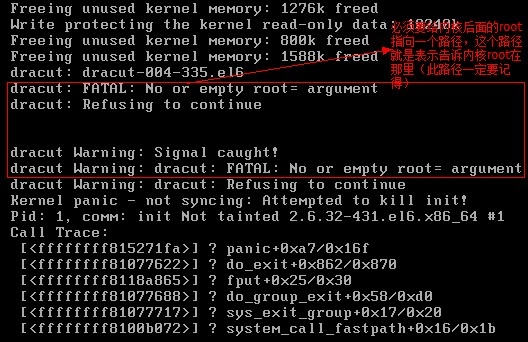 Freeing unused kernel memory: 1276k freed
Write protecting the kernel read-only data: 10240k
Freeing unused kernel memory: 800k freed
Freeing unused kernel memory: 1588k freed
dracut: dracut-004-335.el6
dracut: FATAL: No or empty root= argument
dracut: Refusing to continue
必须要给内核后面的root
指向一个路径，这个路径
就是表示告诉内核root在
那里（此路径一定要记
得）
dracut Warning: Signal caught!
dracut Warning: dracut: FATAL: No or empty root= argument
dracut Warning: dracut: Refusing to continue
Kernel panic - not syncing: Attempted to kill init!
Pid: 1, comm: init Not tainted 2.6.32-431.el6.x86_64 #1
Call Trace:
[<ffffffff815271fa>] ? panic+0xa7/0x16f
[<ffffffff81077622>] ? do_exit+0x862/0x870
[<ffffffff8118a865>] ? fput+0x25/0x30
[<ffffffff81077688>] ? do_group_exit+0x58/0xd0
[<ffffffff81077717>] ? sys_exit_group+0x17/0x20
[<ffffffff8100b072>] ? system_call_fastpath+0x16/0x1b